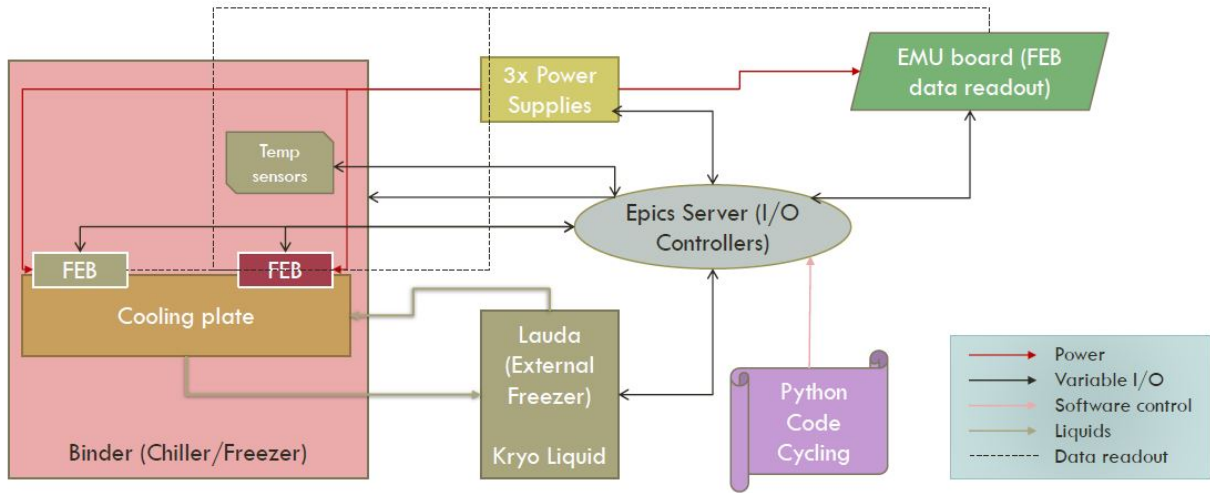 3x Power
Supplies
EMU board (FEB
data readout)
Temp
sensors
Epics Server (I/O
Controllers)
FEB
FEB
Cooling plate
Lauda
(External
Freezer)
Kryo Liquid
Binder (Chiller/Freezer)
Python
Code
Cycling
Power
Variable I/O
Software control
Liquids
Data readout